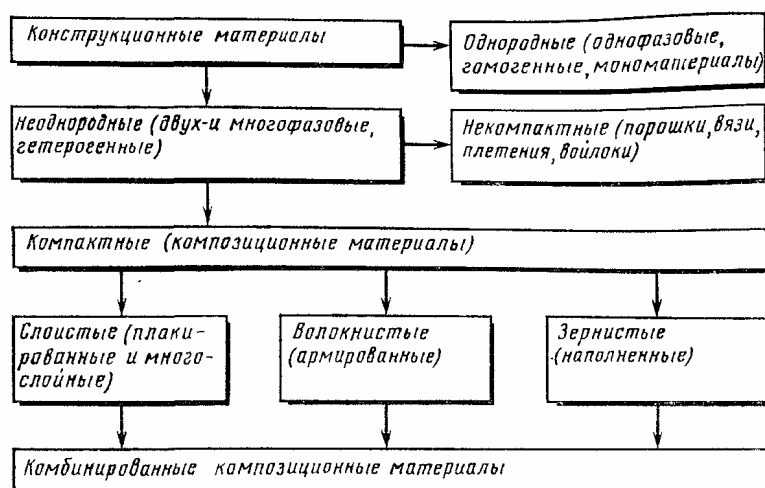 Конструкционные материалы
Однородные (однофазовые,
гомогенные, мономатериалы)
Неоднородные (двух-и многофазовые,
гетерогенные)
Некомпактные (порошки, вязи,
плетения, войлоки)
Компактные (композиционные материалы)
Слоистые (плаки-
рованные и много-
слойные)
Волокнистые
(армированные)
Зернистые
(наполненные)
Комбинированные композиционные материалы